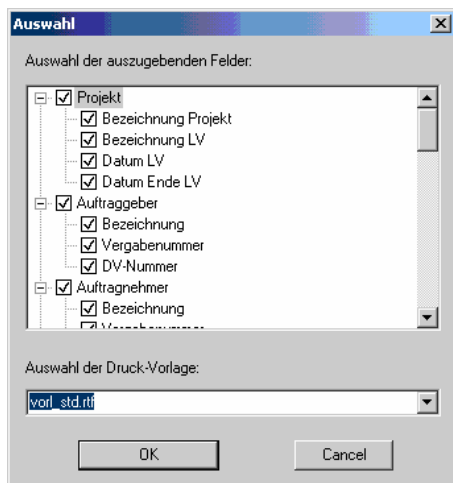 Auswahl
Auswahl der auszugebenden Felder:
Projekt
Bezeichnung Projekt
Bezeichnung LV
Datum LV
Datum Ende LV
Auftraggeber
Bezeichnung
Vergabenummer
DV-Nummer
Auftragnehmer
Bezeichnung
Vergabenummer
Auswahl der Druck-Vorlage:
vorl_std.rtf
OK Cancel